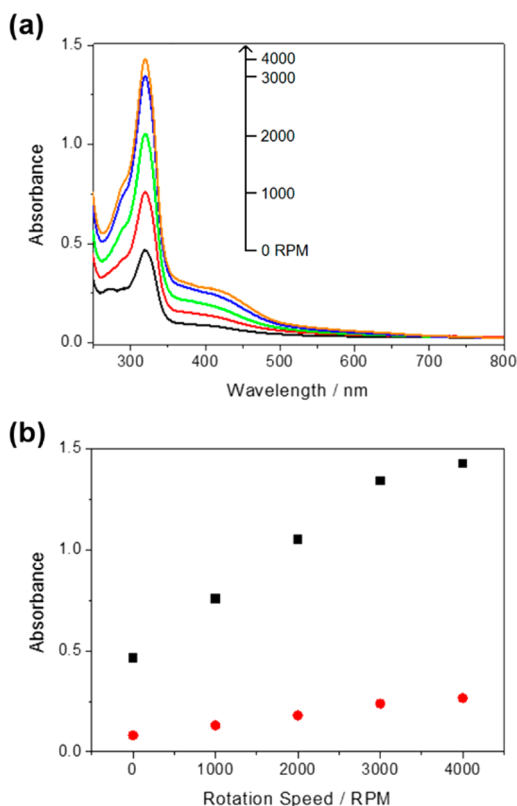 (a)
1.5
1.0
0.5
0.0
Absorbance
4000
3000
2000
1000
0 RPM
300 400 500 600 700 800
Wavelength / nm
(b)
1.5
1.0
0.5
0.0
Absorbance
0 1000 2000 3000 4000
Rotation Speed / RPM